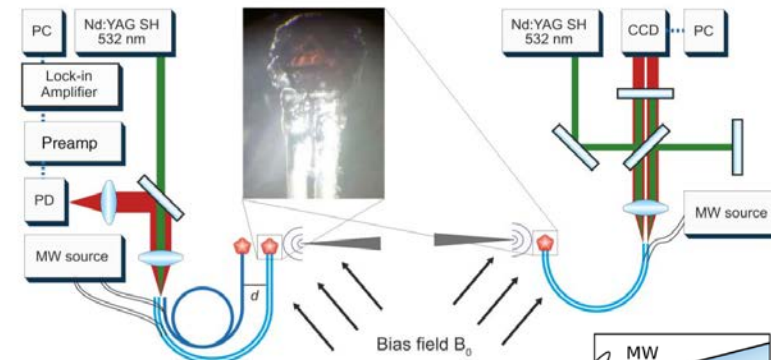 PC
Nd:YAG SH
532 nm
Lock-in
Amplifier
Preamp
PD
MW source
d
Bias field B₀
Nd:YAG SH
532 nm
CCD
PC
MW source
MW